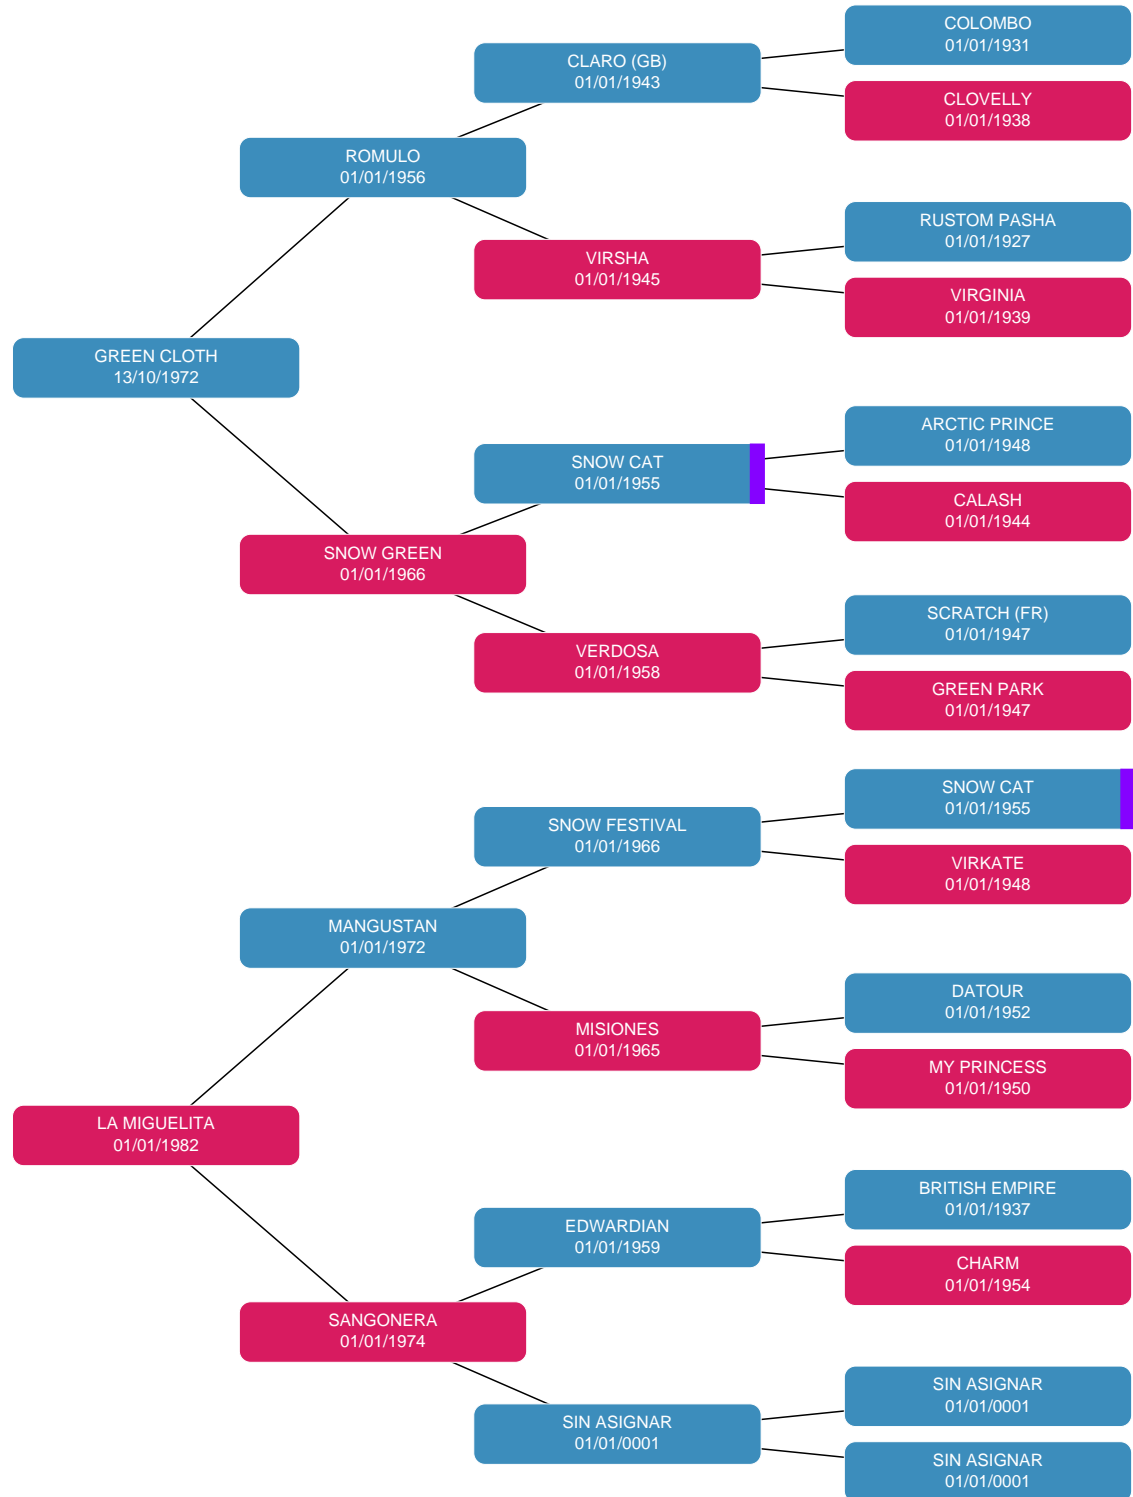 COLOMBO
01/01/1931
CLARO (GB)
01/01/1943
CLOVELLY
01/01/1938
ROMULO
01/01/1956
RUSTOM PASHA
01/01/1927
VIRSHA
01/01/1945
VIRGINIA
01/01/1939
GREEN CLOTH
13/10/1972
ARCTIC PRINCE
01/01/1948
SNOW CAT
01/01/1955
CALASH
01/01/1944
SNOW GREEN
01/01/1966
SCRATCH (FR)
01/01/1947
VERDOSA
01/01/1958
GREEN PARK
01/01/1947
SNOW CAT
01/01/1955
SNOW FESTIVAL
01/01/1966
VIRKATE
01/01/1948
MANGUSTAN
01/01/1972
DATOUR
01/01/1952
MISIONES
01/01/1965
MY PRINCESS
01/01/1950
LA MIGUELITA
01/01/1982
BRITISH EMPIRE
01/01/1937
EDWARDIAN
01/01/1959
CHARM
01/01/1954
SANGONERA
01/01/1974
SIN ASIGNAR
01/01/0001
SIN ASIGNAR
01/01/0001
SIN ASIGNAR
01/01/0001